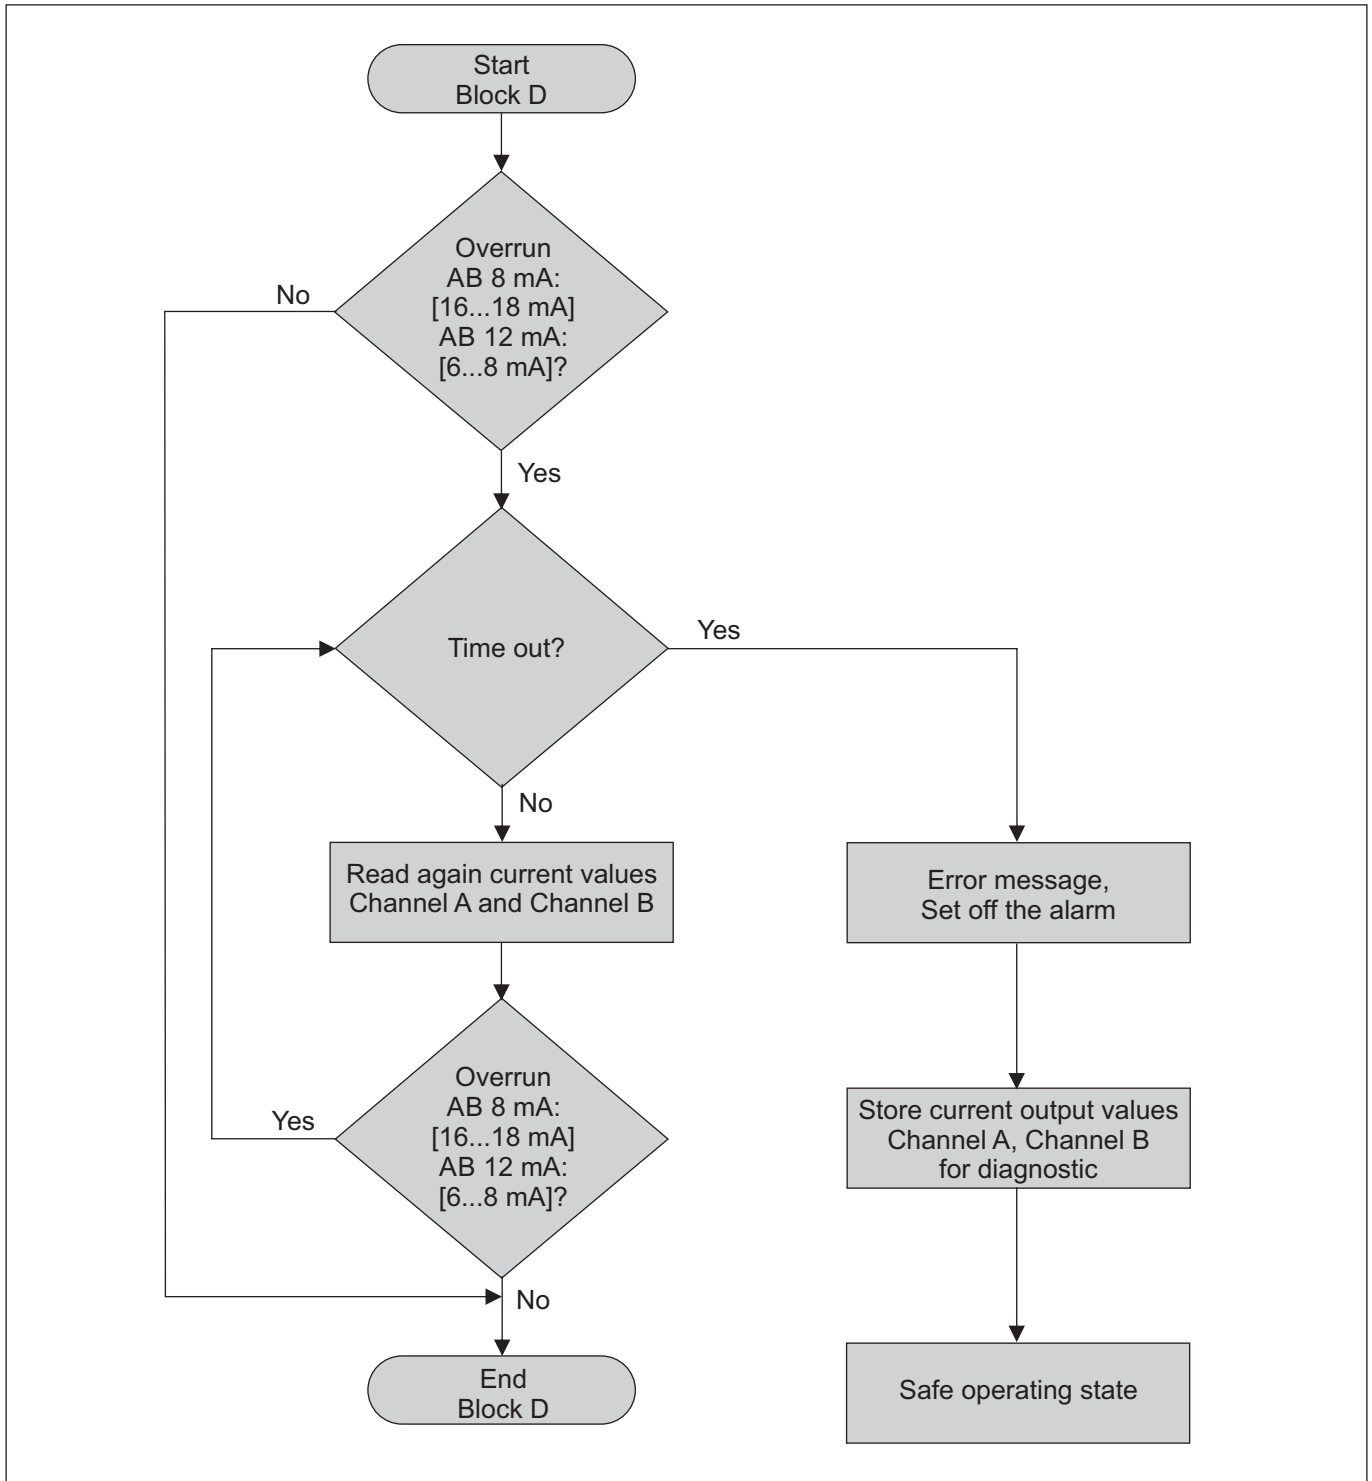 Start
Block D
Overrun
AB 8 mA:
[16...18 mA]
AB 12 mA:
[6...8 mA]?
No
Yes
Time out?
Yes
No
Read again current values
Channel A and Channel B
Error message,
Set off the alarm
Overrun
AB 8 mA:
[16...18 mA]
AB 12 mA:
[6...8 mA]?
Yes
Store current output values
Channel A, Channel B
for diagnostic
No
End
Block D
Safe operating state